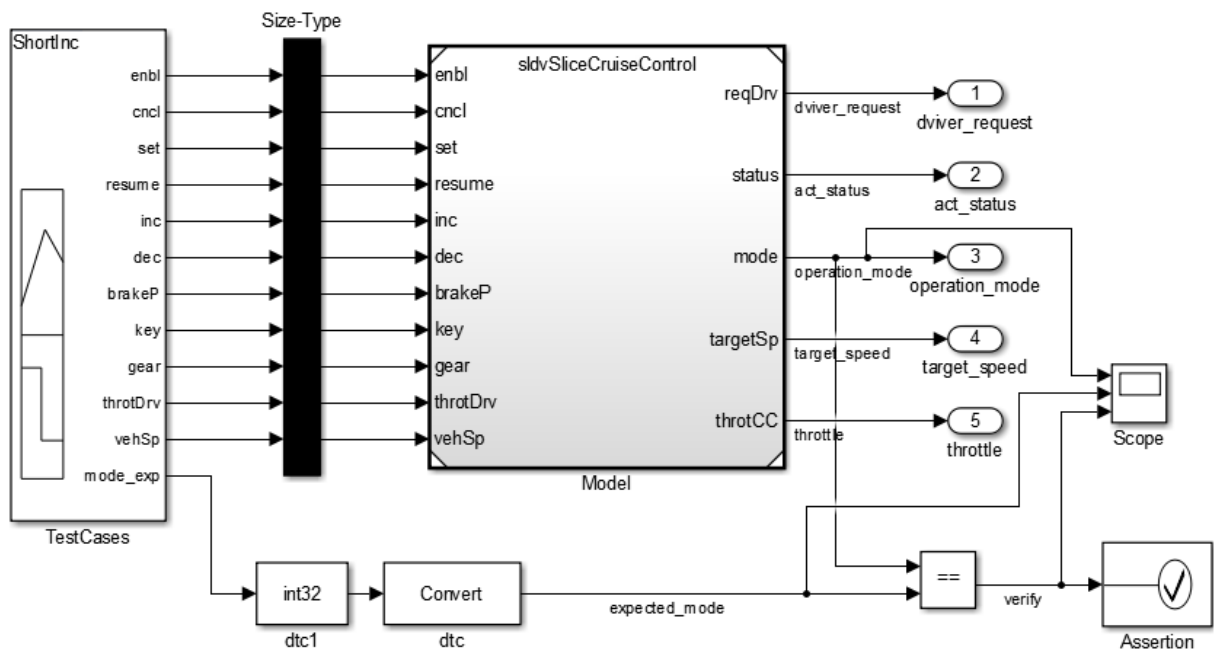 Size-Type
ShortInc
enbl
cncl
set
resume
inc
dec
brakeP
key
gear
throtDrv
vehSp
mode_exp
TestCases
sldvSliceCruiseControl
enbl
cncl
set
resume
inc
dec
brakeP
key
gear
throtDrv
vehSp
reqDrv
status
mode
targetSp
throtCC
Model
dviver_request
1
dviver_request
act_status
2
act_status
operation_mode
3
operation_mode
target_speed
4
target_speed
throttle
5
throttle
Scope
int32
dtc1
Convert
dtc
expected_mode
==
verify
Assertion